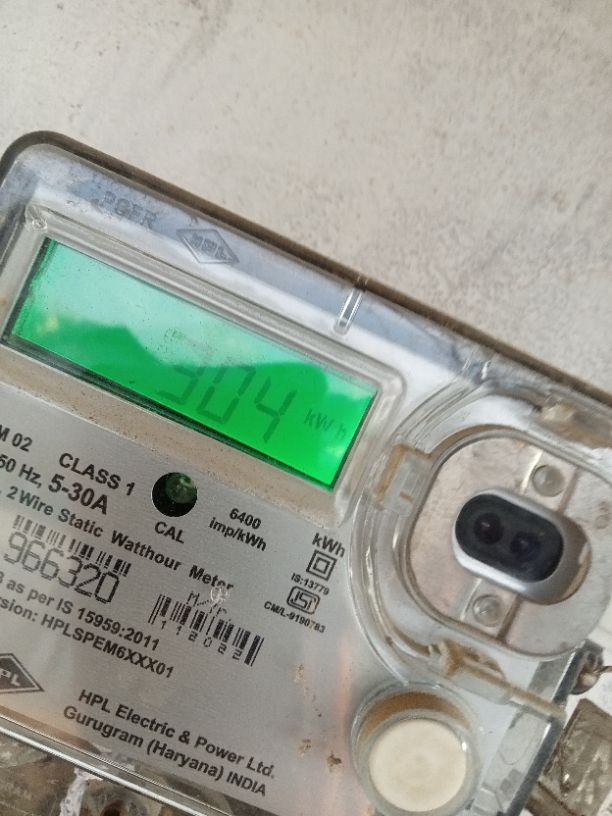 HPL
904 kWh
M 02
50 Hz, 5-30A
CLASS 1
CAL
6400
imp/kWh
kWh
2 Wire Static Watthour Meter
IS:13779
CM/L-9190783
966320
as per IS 15959:2011
112022
sion: HPLSPEM6XXX01
HPL Electric & Power Ltd.
Gurugram (Haryana) INDIA